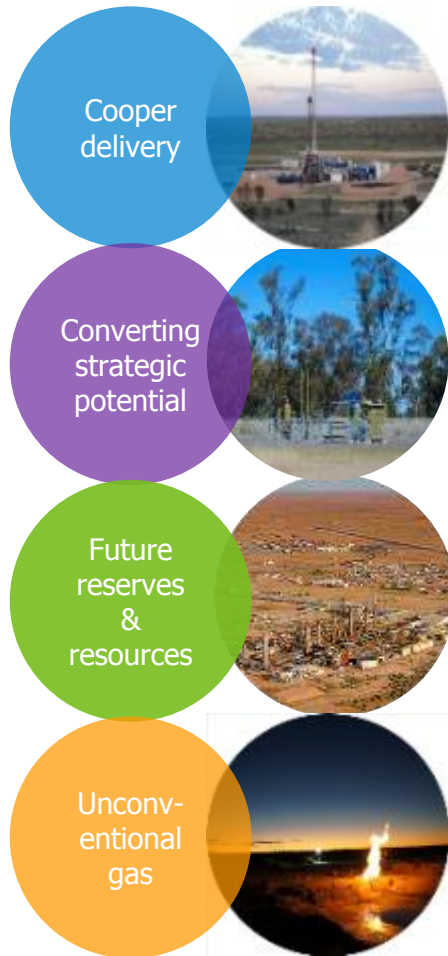 Cooper
delivery
Converting
strategic
potential
Future
reserves
&
resources
Unconv-
entional
gas